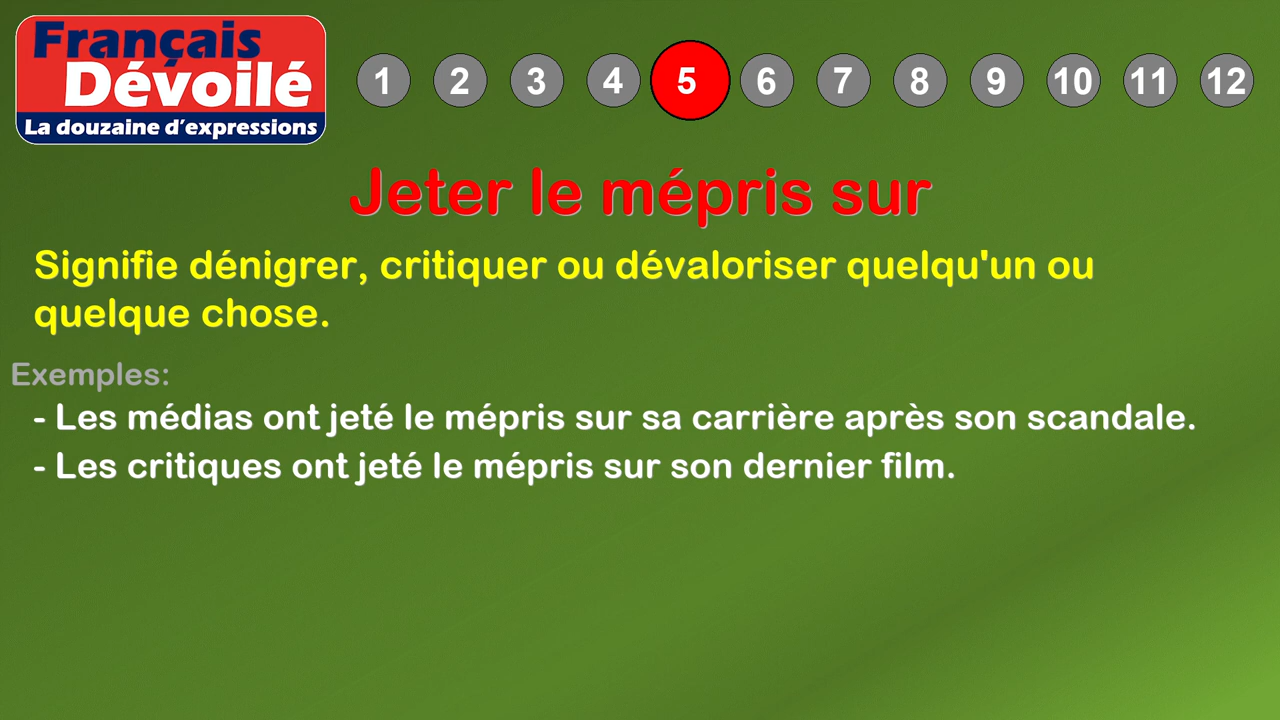 Français
Dévoilé
La douzaine d'expressions
1 2 3 4 5 6 7 8 9 10 11 12
Jeter le mépris sur
Signifie dénigrer, critiquer ou dévaloriser quelqu'un ou
quelque chose.
Exemples:
- Les médias ont jeté le mépris sur sa carrière après son scandale.
- Les critiques ont jeté le mépris sur son dernier film.